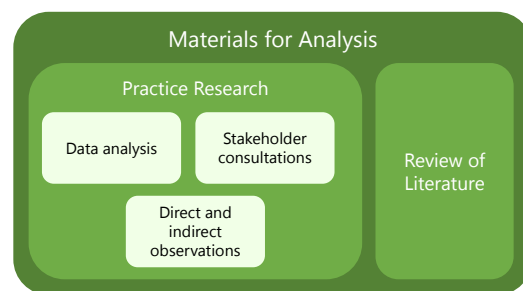 Materials for Analysis
Practice Research
Data analysis
Stakeholder
consultations
Direct and
indirect
observations
Review of
Literature